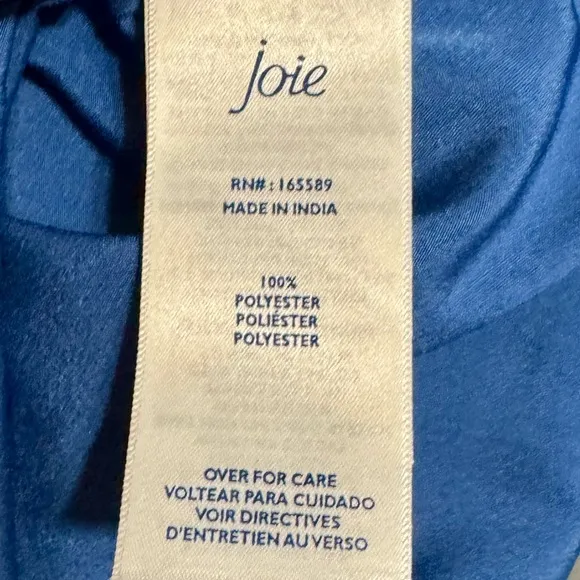 joie
RN# : 165589
MADE IN INDIA
100%
POLYESTER
POLIÉSTER
POLYESTER
OVER FOR CARE
VOLTEAR PARA CUIDADO
VOIR DIRECTIVES
D'ENTRETIEN AU VERSO